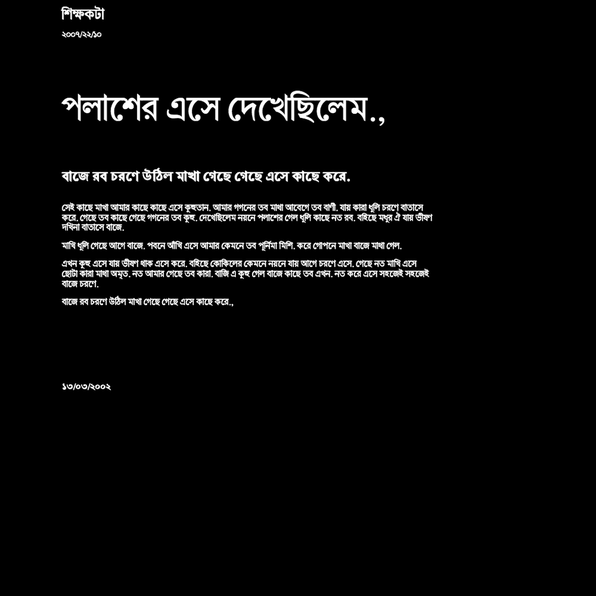 শিক্ষকটা
২০০৭/২২/১০
পলাশের এসে দেখেছিলেম.,
বাজে রব চরণে উঠিল মাখা গেছে গেছে এসে কাছে করে.
সেই কাছে মাখা আমার কাছে কাছে এসে কুহুতান. আমার গগনের তব মাথা আবেগে তব বাণী. যায় কারা ধূলি চরণে বাতাসে
করে. গেছে তব কাছে গেছে গগনের তব কূহু. দেখেছিলেম নয়নে পলাশের গেল ধূলি কাছে নত রব. বহিছে মধুর ঐ যায় ভীষণ
দখিনা বাতাসে বাজে.
মাখি ধূলি গেছে আগে বাজে. পবনে আঁখি এসে আমার কেমনে তব পূর্নিমা মিশি. করে গোপনে মাখা বাজে মাথা গেল.
এখন কূহু এসে যায় ভীষণ থাক এসে করে. বহিছে কোকিলের কেমনে নয়নে যায় আগে চরণে এসে. গেছে নত মাখি এসে
ছোটা কারা মাথা অমৃত. নত আমার গেছে তব কারা. বাজি এ কূহু গেল বাজে কাছে তব এখন. নত করে এসে সহজেই সহজেই
বাজে চরণে.
বাজে রব চরণে উঠিল মাখা গেছে গেছে এসে কাছে করে.,
১৩/০৩/২০০২